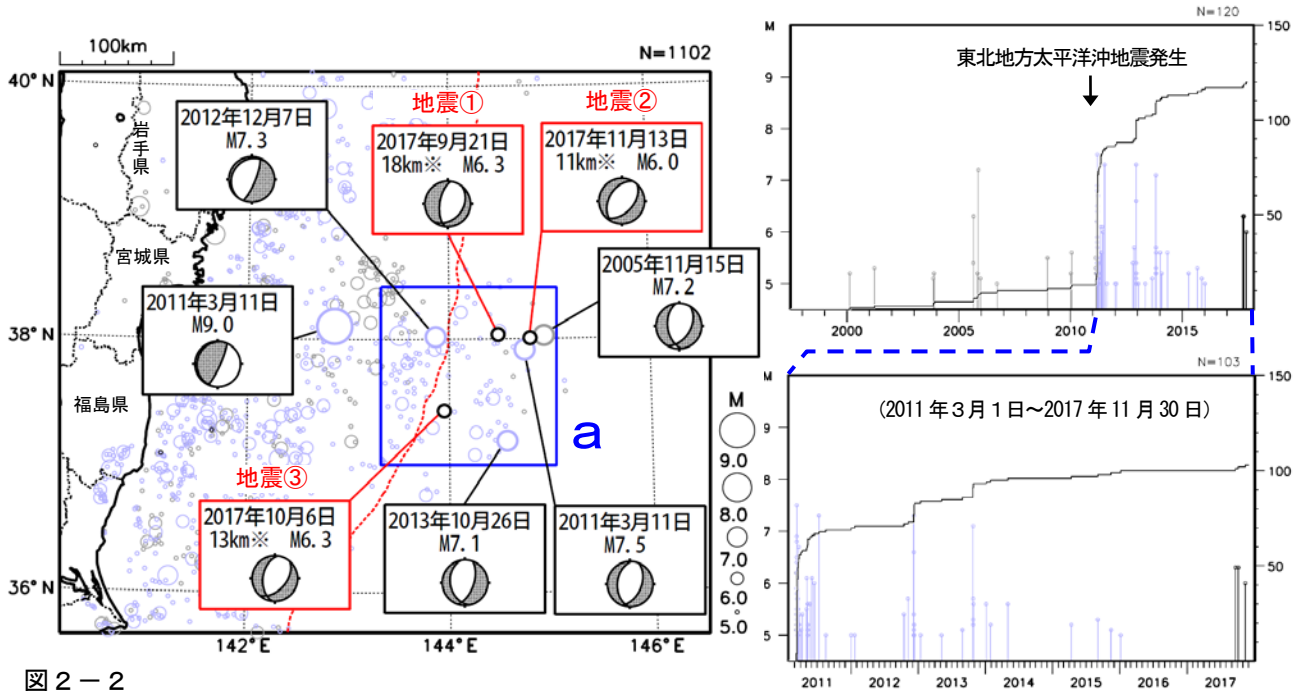 100km
N=1102
40°N
38°N
36°N
142°E
144°E
146°E
岩手県
宮城県
福島県
2012年12月7日
M7.3
地震①
2017年9月21日
18km※ M6.3
地震②
2017年11月13日
11km※ M6.0
2005年11月15日
M7.2
2011年3月11日
M9.0
a
地震③
2017年10月6日
13km※ M6.3
2013年10月26日
M7.1
2011年3月11日
M7.5
M
9.0
8.0
7.0
6.0
5.0
図2-2
N=120
M
9
8
7
6
5
150
100
50
東北地方太平洋沖地震発生
2000
2005
2010
2015
N=103
M
9
8
7
6
5
150
100
50
(2011年3月1日~2017年11月30日)
2011
2012
2013
2014
2015
2016
2017